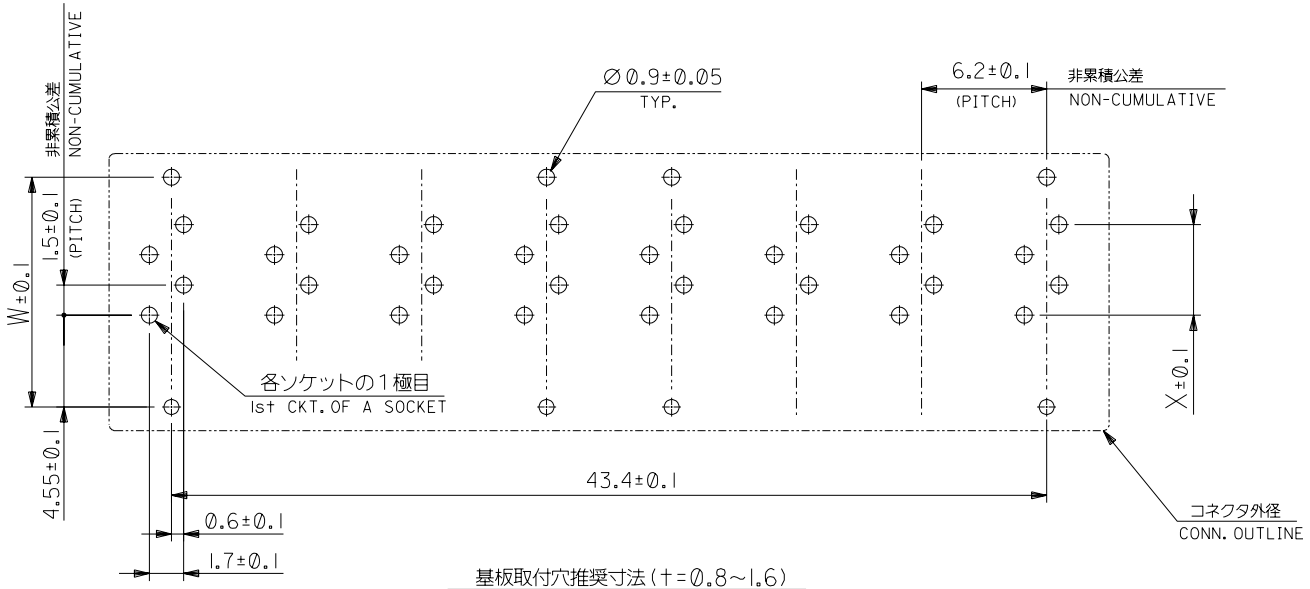 非累積公差
NON-CUMULATIVE
1.5±0.1
(PITCH)
W±0.1
4.55±0.1
Ø0.9±0.05
TYP.
6.2±0.1
(PITCH)
非累積公差
NON-CUMULATIVE
各ソケットの1極目
1st CKT. OF A SOCKET
X±0.1
43.4±0.1
0.6±0.1
1.7±0.1
コネクタ外径
CONN. OUTLINE
基板取付穴推奨寸法(t=0.8~1.6)